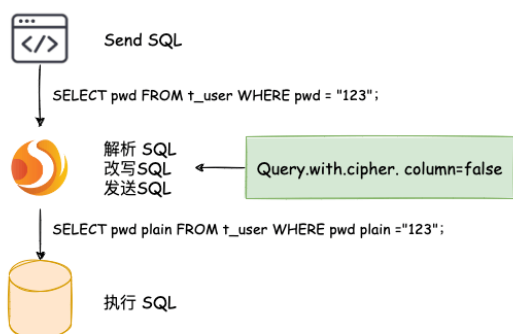 Send SQL
SELECT pwd FROM t_user WHERE pwd = "123";
解析 SQL
改写SQL
发送SQL
Query.with.cipher. column=false
SELECT pwd plain FROM t_user WHERE pwd plain ="123";
执行 SQL